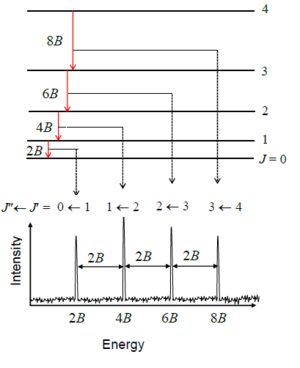 4
8B
3
6B
2
4B
1
2B
J = 0
J"← J' = 0 ← 1 1 ← 2 2 ← 3 3 ← 4
Intensity
2B 2B 2B
2B 4B 6B 8B
Energy